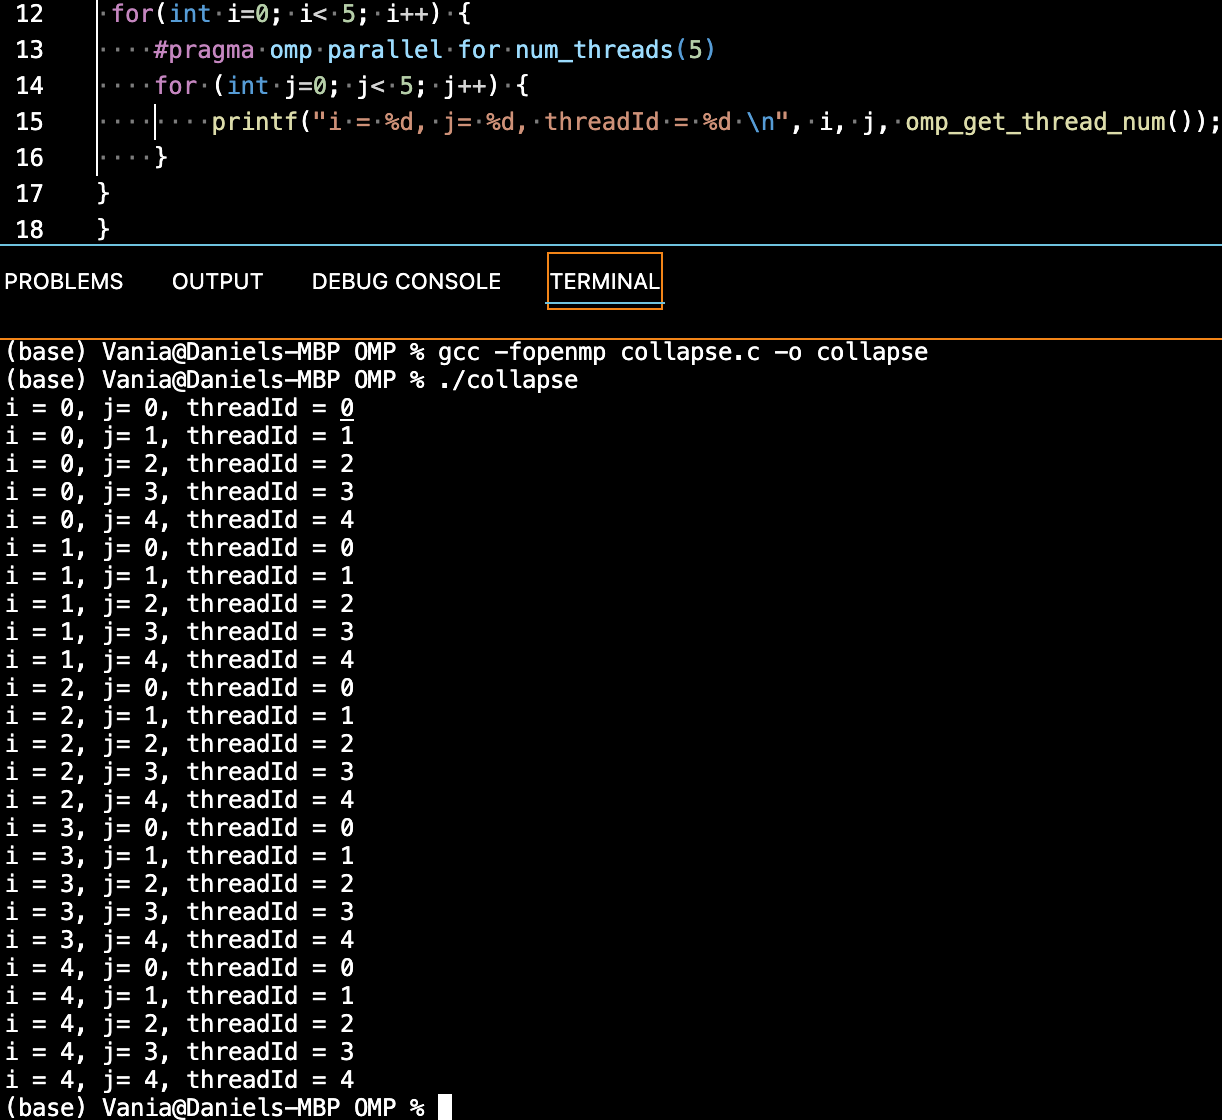 12 for(int i=0; i< 5; i++) {
13 #pragma omp parallel for num_threads(5)
14 for (int j=0; j< 5; j++) {
15 printf("i = %d, j= %d, threadId = %d \n", i, j, omp_get_thread_num());
16 }
17 }
18 }
PROBLEMS OUTPUT DEBUG CONSOLE TERMINAL
(base) Vania@Daniels-MBP OMP % gcc -fopenmp collapse.c -o collapse
(base) Vania@Daniels-MBP OMP % ./collapse
i = 0, j= 0, threadId = 0
i = 0, j= 1, threadId = 1
i = 0, j= 2, threadId = 2
i = 0, j= 3, threadId = 3
i = 0, j= 4, threadId = 4
i = 1, j= 0, threadId = 0
i = 1, j= 1, threadId = 1
i = 1, j= 2, threadId = 2
i = 1, j= 3, threadId = 3
i = 1, j= 4, threadId = 4
i = 2, j= 0, threadId = 0
i = 2, j= 1, threadId = 1
i = 2, j= 2, threadId = 2
i = 2, j= 3, threadId = 3
i = 2, j= 4, threadId = 4
i = 3, j= 0, threadId = 0
i = 3, j= 1, threadId = 1
i = 3, j= 2, threadId = 2
i = 3, j= 3, threadId = 3
i = 3, j= 4, threadId = 4
i = 4, j= 0, threadId = 0
i = 4, j= 1, threadId = 1
i = 4, j= 2, threadId = 2
i = 4, j= 3, threadId = 3
i = 4, j= 4, threadId = 4
(base) Vania@Daniels-MBP OMP %